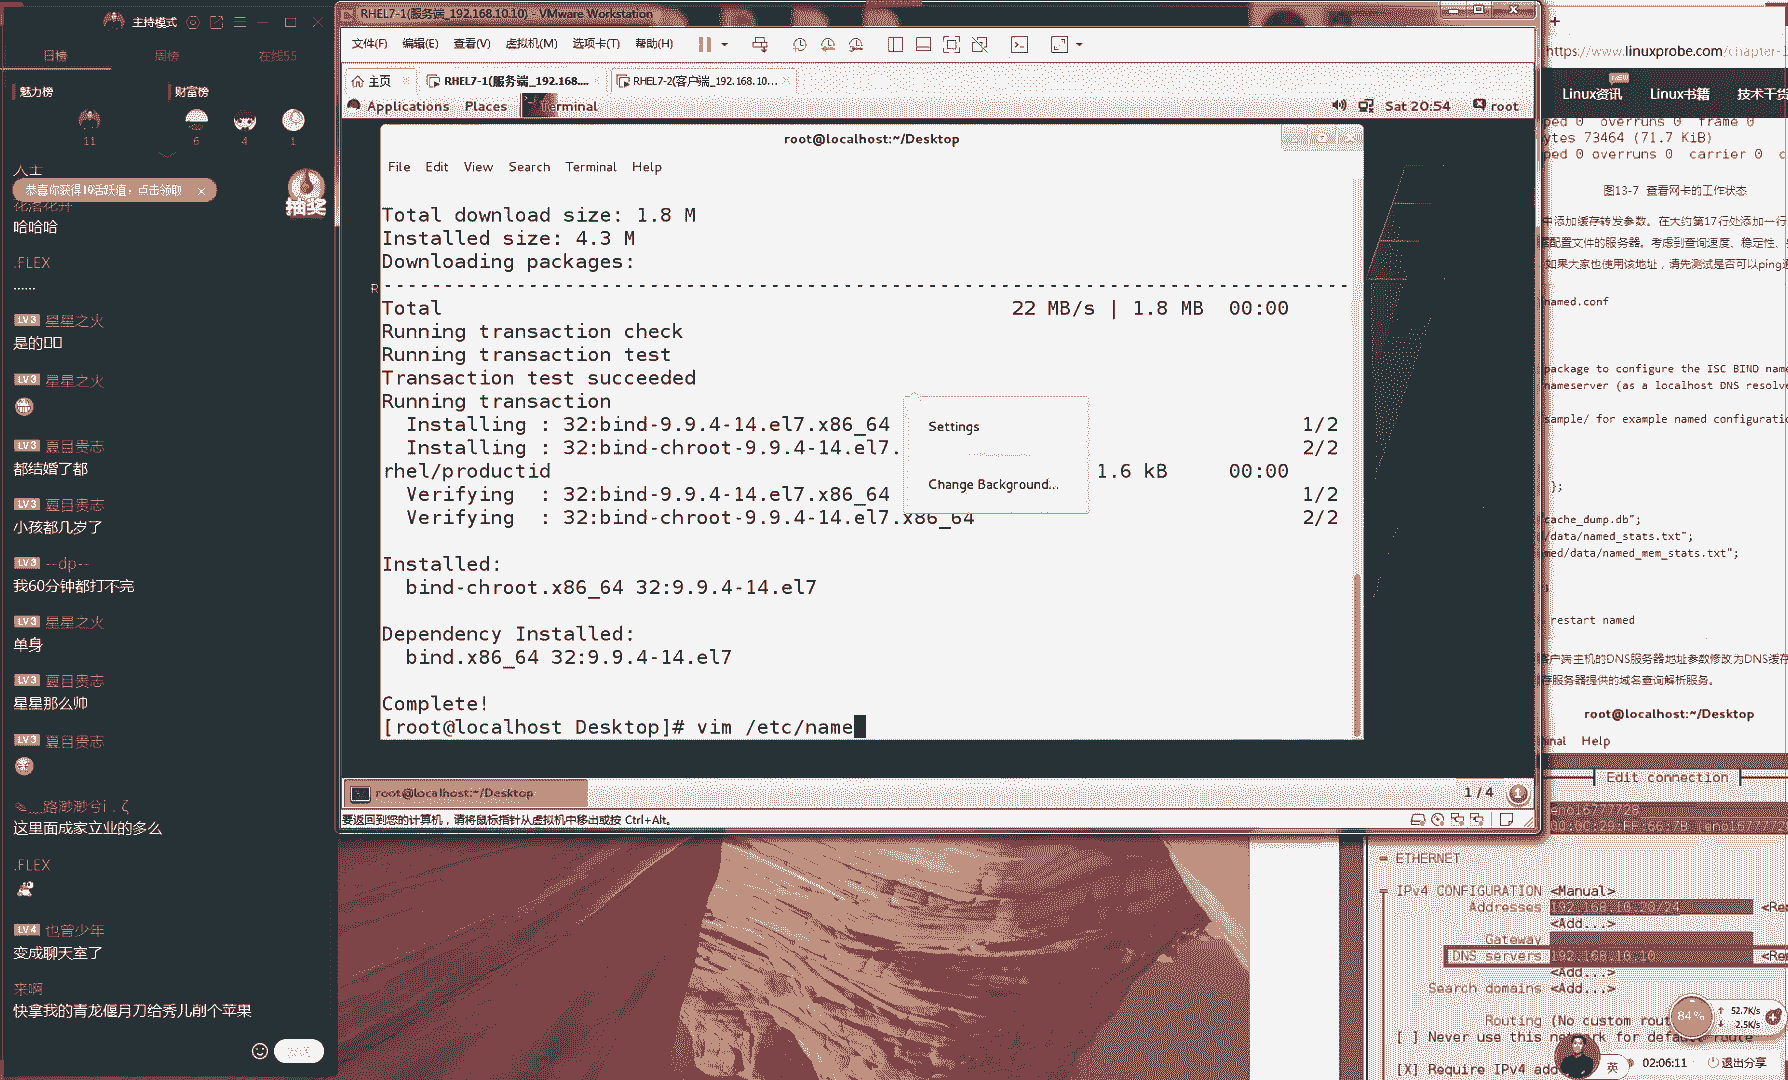 主持模式
日榜
周榜
在线55
魅力榜
财富榜
11
6
4
1
人士
恭喜你获得10活跃值，点击领取
抽奖
花落花开
哈哈哈
.FLEX
......
LV3 星星之火
是的
LV3 星星之火
LV3 夏目贵志
都结婚了都
LV3 夏目贵志
小孩都几岁了
LV3 --dp--
我60分钟都打不完
LV3 星星之火
单身
LV3 夏目贵志
星星那么帅
LV3 夏目贵志
这里面成家立业的多么
.FLEX
LV4 也曾少年
变成聊天室了
来啊
快拿我的青龙偃月刀给秀儿削个苹果
发送
RHEL7-1(服务端_192.168.10.10) - VMware Workstation
文件(F) 编辑(E) 查看(V) 虚拟机(M) 选项卡(T) 帮助(H)
主页
RHEL7-1(服务端_192.168....
RHEL7-2(客户端_192.168.10...
Applications Places Terminal
Sat 20:54
root
root@localhost:~/Desktop
File Edit View Search Terminal Help
Total download size: 1.8 M
Installed size: 4.3 M
Downloading packages:
--------------------------------------------------------------------------------
Total 22 MB/s | 1.8 MB 00:00
Running transaction check
Running transaction test
Transaction test succeeded
Running transaction
Installing : 32:bind-9.9.4-14.el7.x86_64 1/2
Installing : 32:bind-chroot-9.9.4-14.el7. 2/2
rhel/productid 1.6 kB 00:00
Verifying : 32:bind-9.9.4-14.el7.x86_64 1/2
Verifying : 32:bind-chroot-9.9.4-14.el7.x86_64 2/2
Installed:
bind-chroot.x86_64 32:9.9.4-14.el7
Dependency Installed:
bind.x86_64 32:9.9.4-14.el7
Complete!
[root@localhost Desktop]# vim /etc/name
Settings
Change Background...
root@localhost:~/Desktop
1 / 4
1
要返回到您的计算机，请将鼠标指针从虚拟机中移出或按 Ctrl+Alt。
https://www.linuxprobe.com/chapter-1
NEW
Linux资讯 Linux书籍 技术干货
ped 0 overruns 0 frame 0
ytes 73464 (71.7 KiB)
ped 0 overruns 0 carrier 0 c
图13-7 查看网卡的工作状态
中添加缓存转发参数。在大约第17行处添加一行
配置文件的服务器。考虑到查询速度、稳定性、
如果大家也使用该地址，请先测试是否可以ping
named.conf
package to configure the ISC BIND name
nameserver (as a localhost DNS resolve
sample/ for example named configuratio
};
cache_dump.db";
/data/named_stats.txt";
med/data/named_mem_stats.txt";
restart named
客户端主机的DNS服务器地址参数修改为DNS缓存
存服务器提供的域名查询解析服务。
root@localhost:~/Desktop
inal Help
Edit connection
eno16777728
00:0C:29:FF:66:7B (eno1677772
ETHERNET
IPv4 CONFIGURATION <Manual>
Addresses 192.168.10.20/24 <Re
<Add...>
Gateway
DNS servers 192.168.10.10 <Re
<Add...>
Search domains <Add...>
Routing (No custom rou
[ ] Never use this network for default route
[X] Require IPv4 add
84%
52.7K/s
2.5K/s
英
02:06:11
退出分享